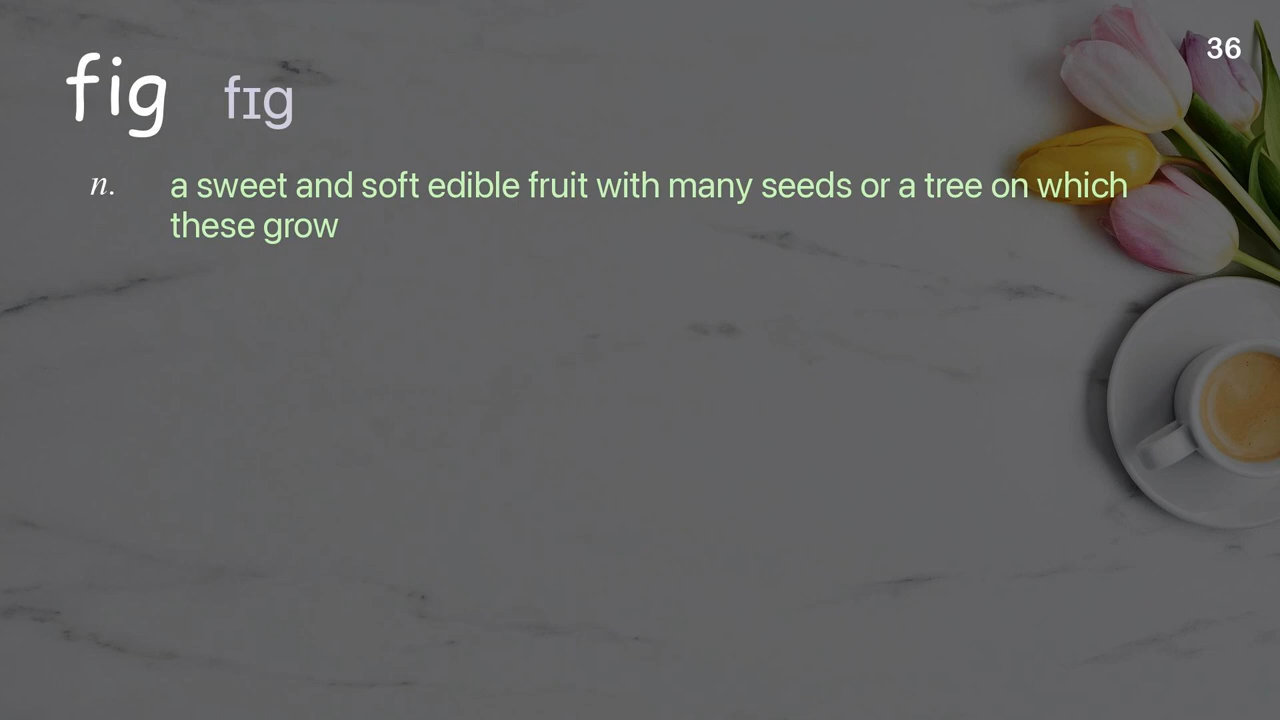 36
fig fɪg
n. a sweet and soft edible fruit with many seeds or a tree on which
these grow